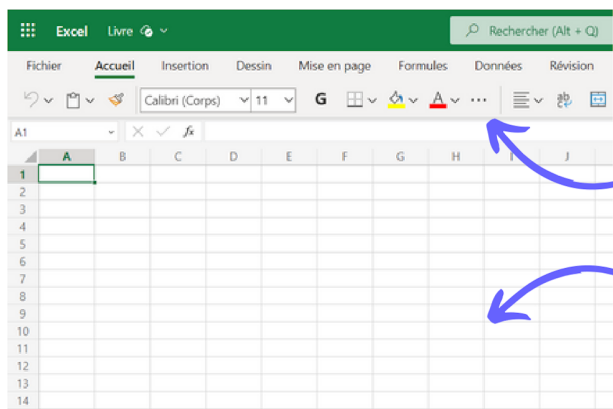 Excel Livre Rechercher (Alt + Q)
Fichier Accueil Insertion Dessin Mise en page Formules Données Révision
Calibri (Corps) 11 G A ... ab
A1 fx
A B C D E F G H I J
1
2
3
4
5
6
7
8
9
10
11
12
13
14